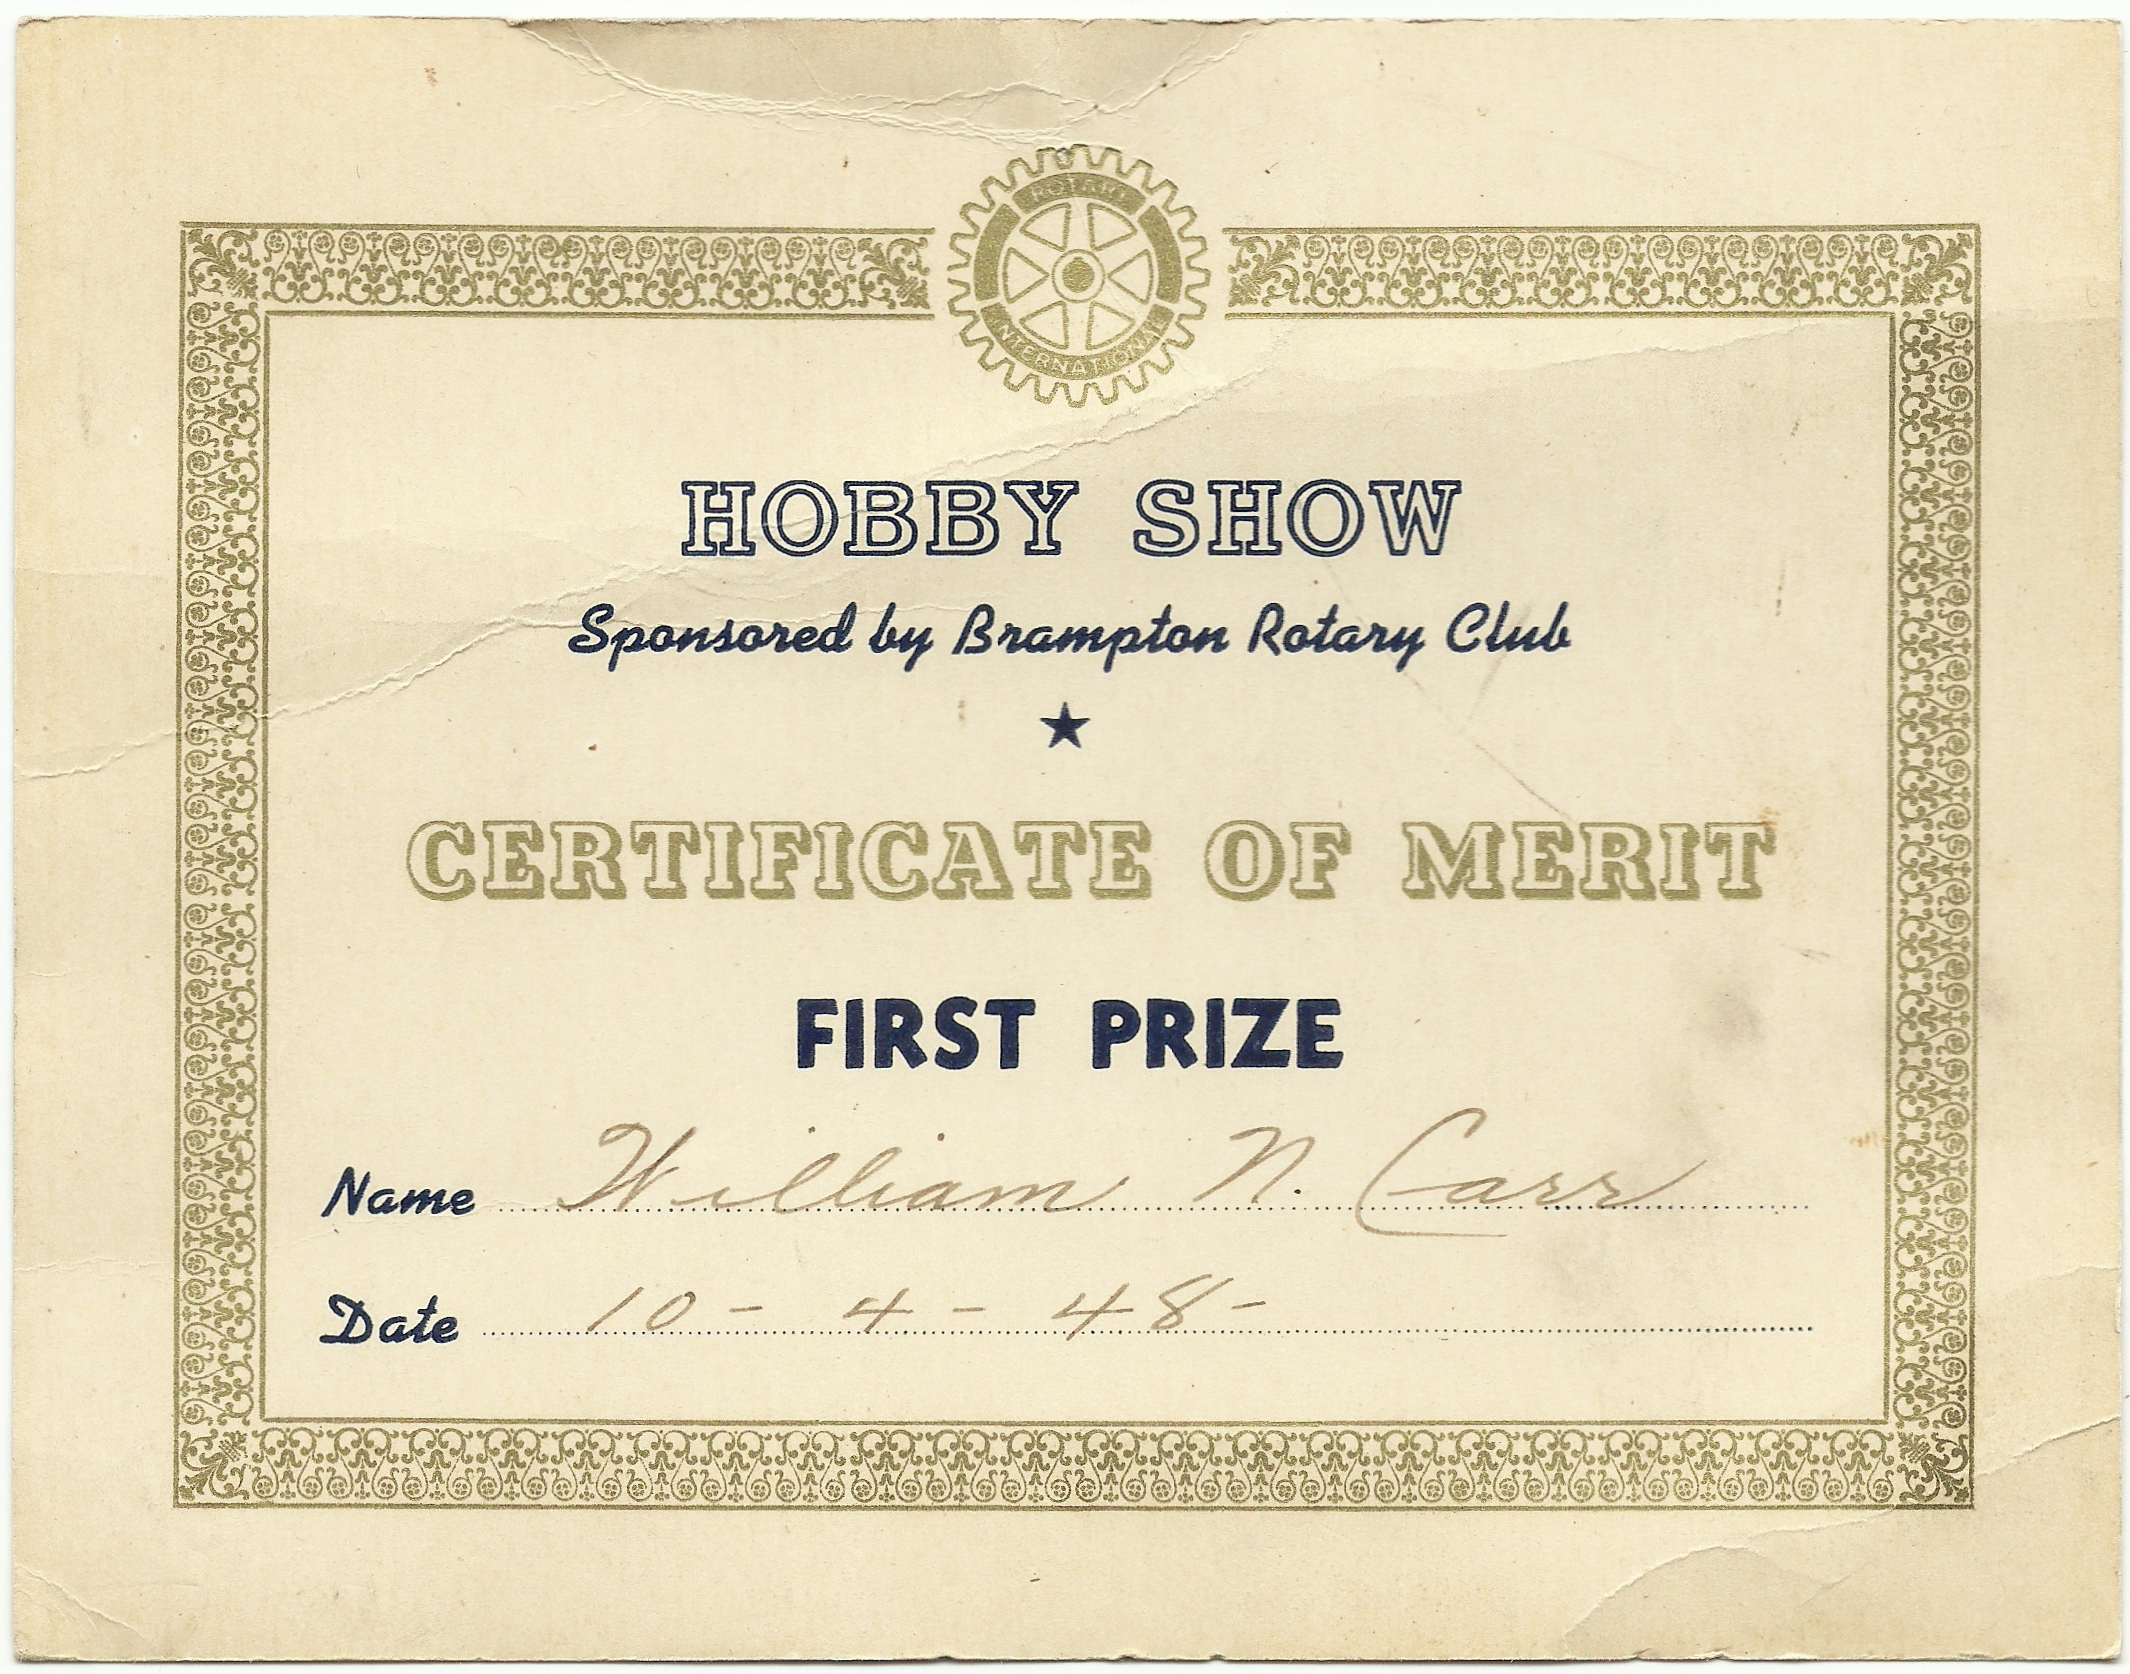 ROTARY
INTERNATIONAL
HOBBY SHOW
Sponsored by Brampton Rotary Club
★
CERTIFICATE OF MERIT
FIRST PRIZE
Name William N. Carr
Date 10 - 4 - 48 -